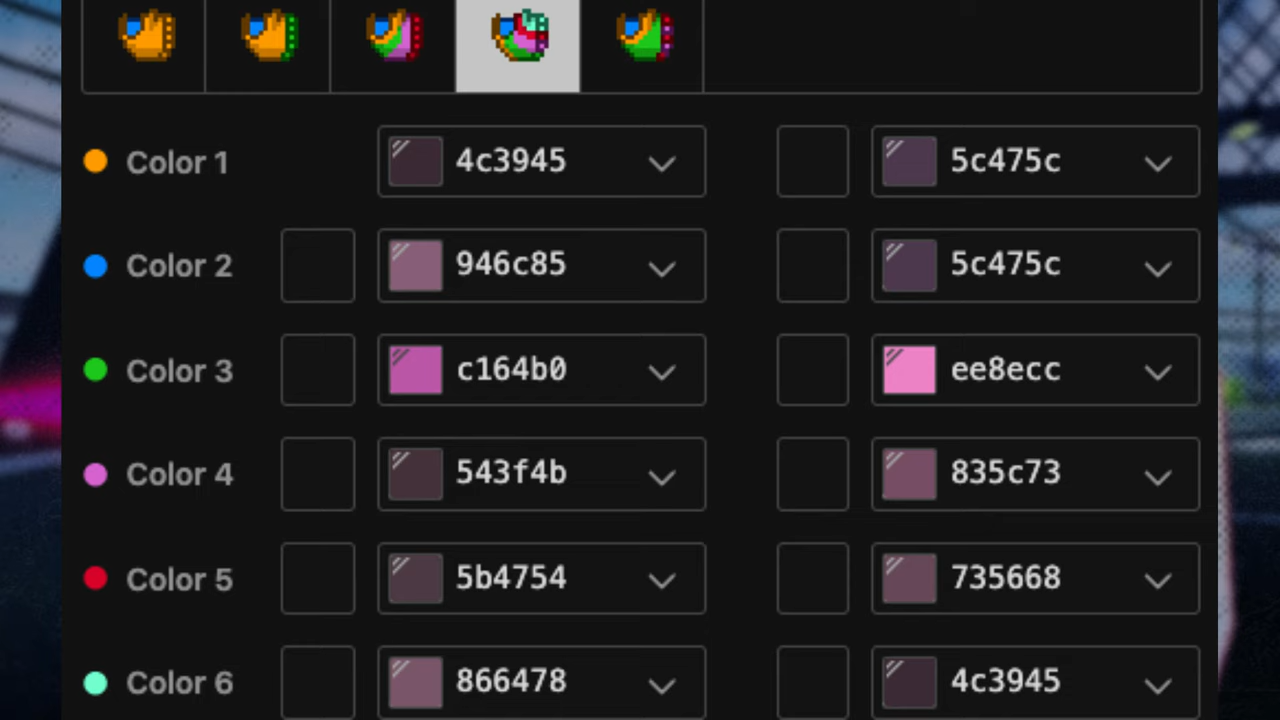 Color 1 4c3945 5c475c
Color 2 946c85 5c475c
Color 3 c164b0 ee8ecc
Color 4 543f4b 835c73
Color 5 5b4754 735668
Color 6 866478 4c3945